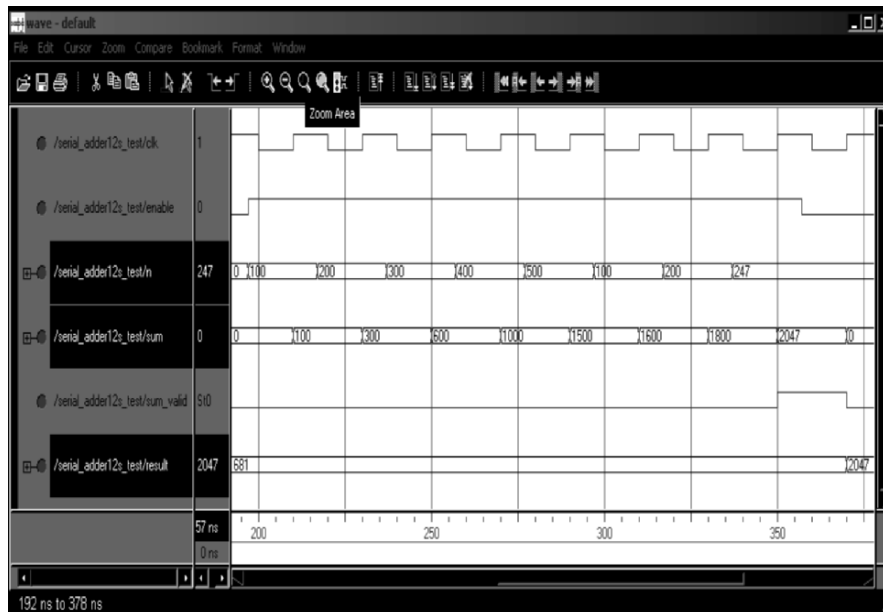 wave - default
File Edit Cursor Zoom Compare Bookmark Format Window
Zoom Area
/serial_adder12s_test/clk 1
/serial_adder12s_test/enable 0
/serial_adder12s_test/n 247 0 100 200 300 400 500 100 200 247
/serial_adder12s_test/sum 0 0 100 300 600 1000 1500 1600 1800 2047 0
/serial_adder12s_test/sum_valid St0
/serial_adder12s_test/result 2047 681 2047
57 ns 200 250 300 350
0 ns
192 ns to 378 ns